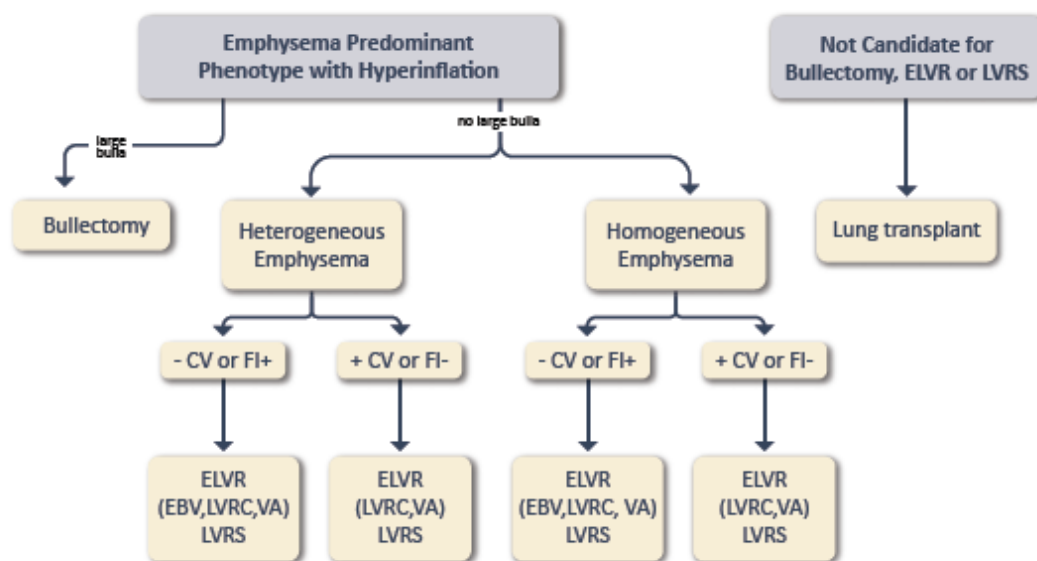 Emphysema Predominant
Phenotype with Hyperinflation
Not Candidate for
Bullectomy, ELVR or LVRS
no large bulla
large
bulla
Bullectomy
Heterogeneous
Emphysema
Homogeneous
Emphysema
Lung transplant
- CV or FI+
+ CV or FI-
- CV or FI+
+ CV or FI-
ELVR
(EBV,LVRC,VA)
LVRS
ELVR
(LVRC,VA)
LVRS
ELVR
(EBV,LVRC, VA)
LVRS
ELVR
(LVRC,VA)
LVRS